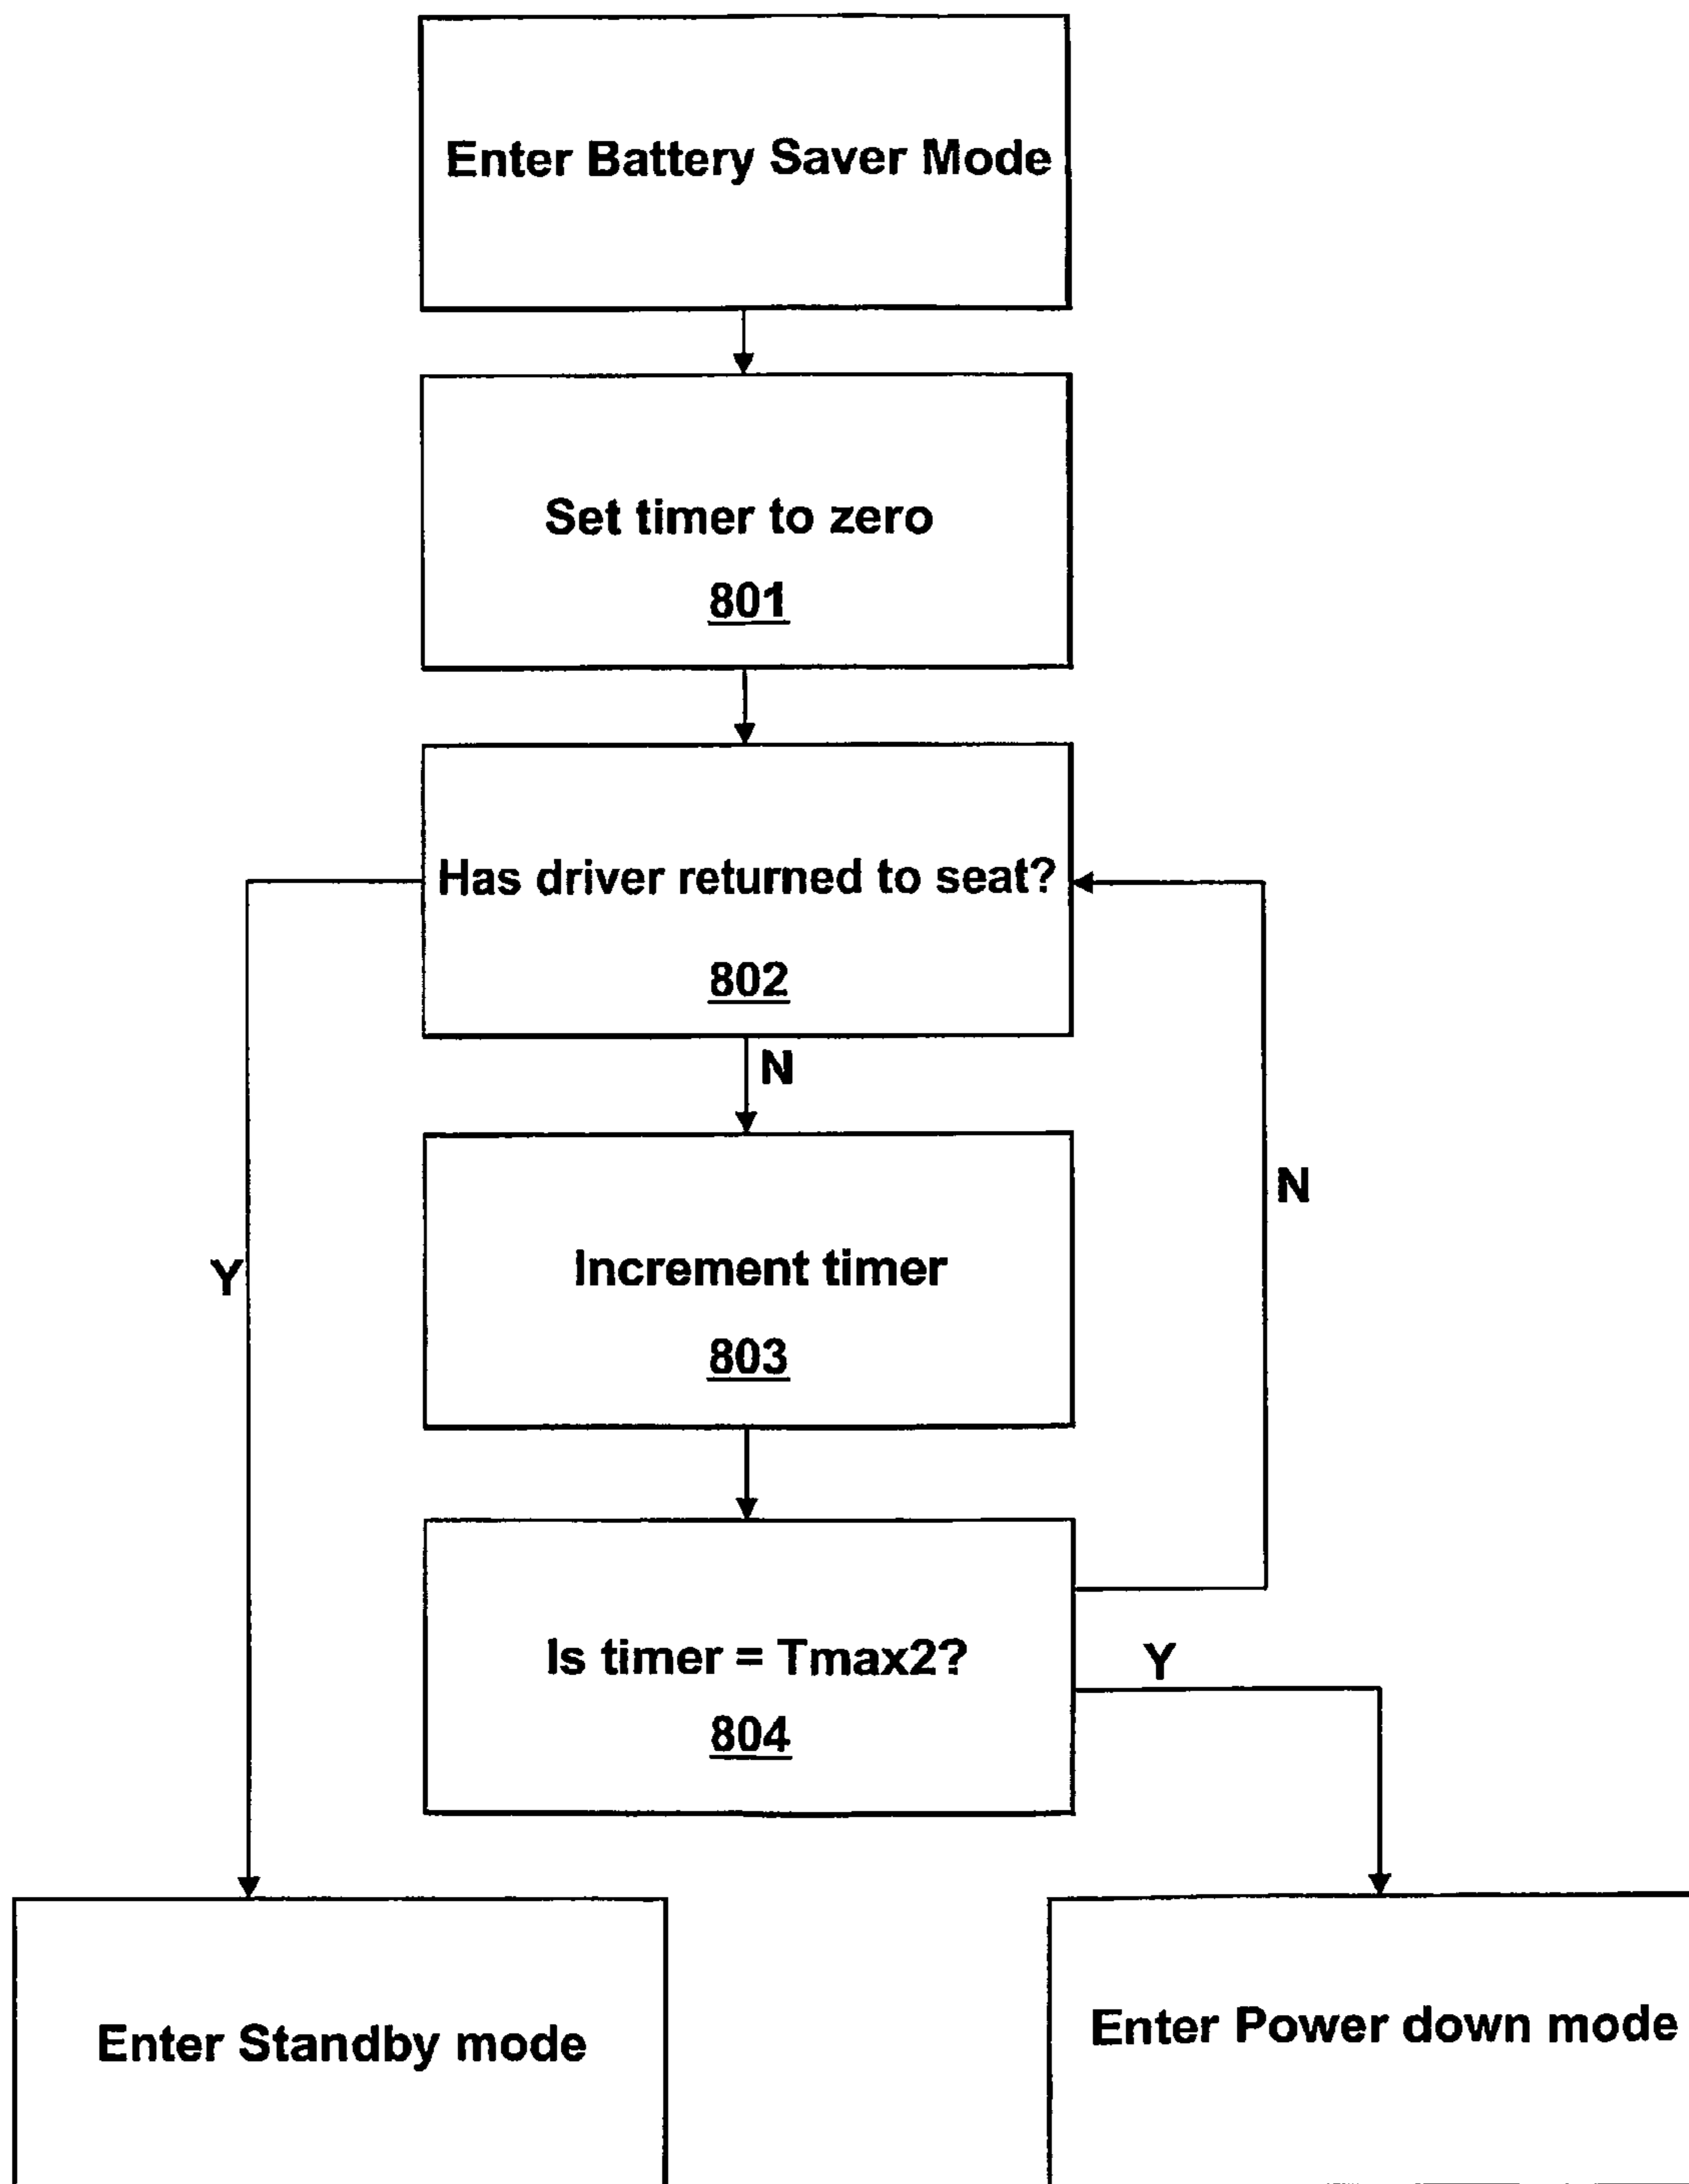 Enter Battery Saver Mode
Set timer to zero
801
Has driver returned to seat?
802
N
Increment timer
803
N
Y
Is timer = Tmax2?
804
Y
Enter Standby mode
Enter Power down mode